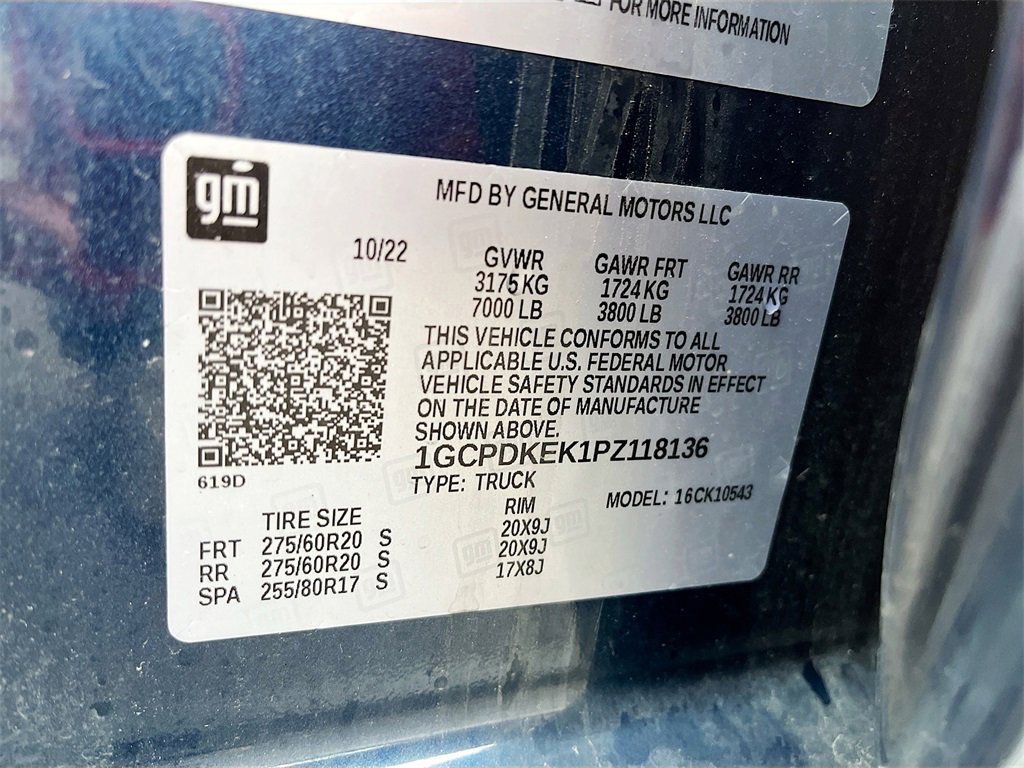 FOR MORE INFORMATION
gm
MFD BY GENERAL MOTORS LLC
10/22
GVWR GAWR FRT GAWR RR
3175 KG 1724 KG 1724 KG
7000 LB 3800 LB 3800 LB
THIS VEHICLE CONFORMS TO ALL
APPLICABLE U.S. FEDERAL MOTOR
VEHICLE SAFETY STANDARDS IN EFFECT
ON THE DATE OF MANUFACTURE
SHOWN ABOVE.
1GCPDKEK1PZ118136
619D
TYPE: TRUCK MODEL: 16CK10543
TIRE SIZE RIM
FRT 275/60R20 S 20X9J
RR 275/60R20 S 20X9J
SPA 255/80R17 S 17X8J